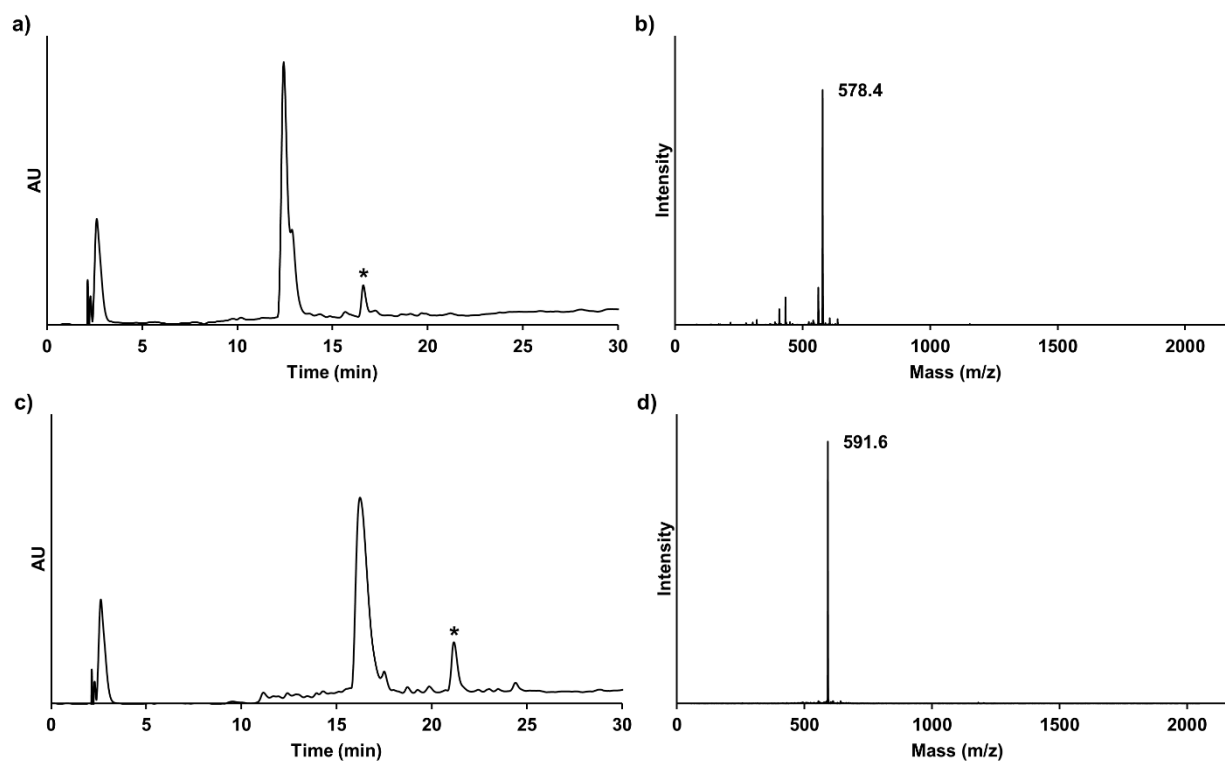 a)
AU
*
0 5 10 15 20 25 30
Time (min)
b)
Intensity
578.4
0 500 1000 1500 2000
Mass (m/z)
c)
AU
*
0 5 10 15 20 25 30
Time (min)
d)
Intensity
591.6
0 500 1000 1500 2000
Mass (m/z)